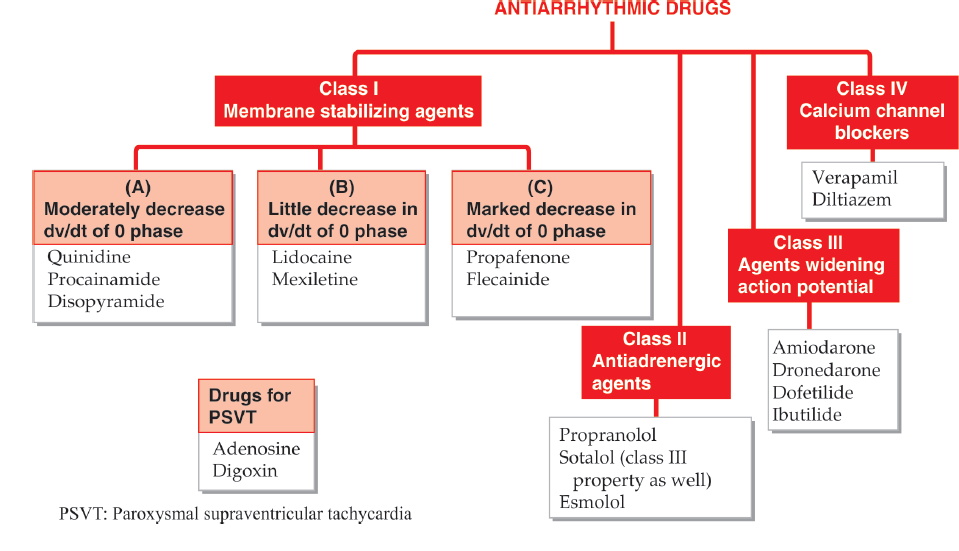 ANTIARRHYTHMIC DRUGS
Class I
Membrane stabilizing agents
(A)
Moderately decrease
dv/dt of 0 phase
Quinidine
Procainamide
Disopyramide
(B)
Little decrease in
dv/dt of 0 phase
Lidocaine
Mexiletine
(C)
Marked decrease in
dv/dt of 0 phase
Propafenone
Flecainide
Class II
Antiadrenergic
agents
Propranolol
Sotalol (class III
property as well)
Esmolol
Class III
Agents widening
action potential
Amiodarone
Dronedarone
Dofetilide
Ibutilide
Class IV
Calcium channel
blockers
Verapamil
Diltiazem
Drugs for
PSVT
Adenosine
Digoxin
PSVT: Paroxysmal supraventricular tachycardia